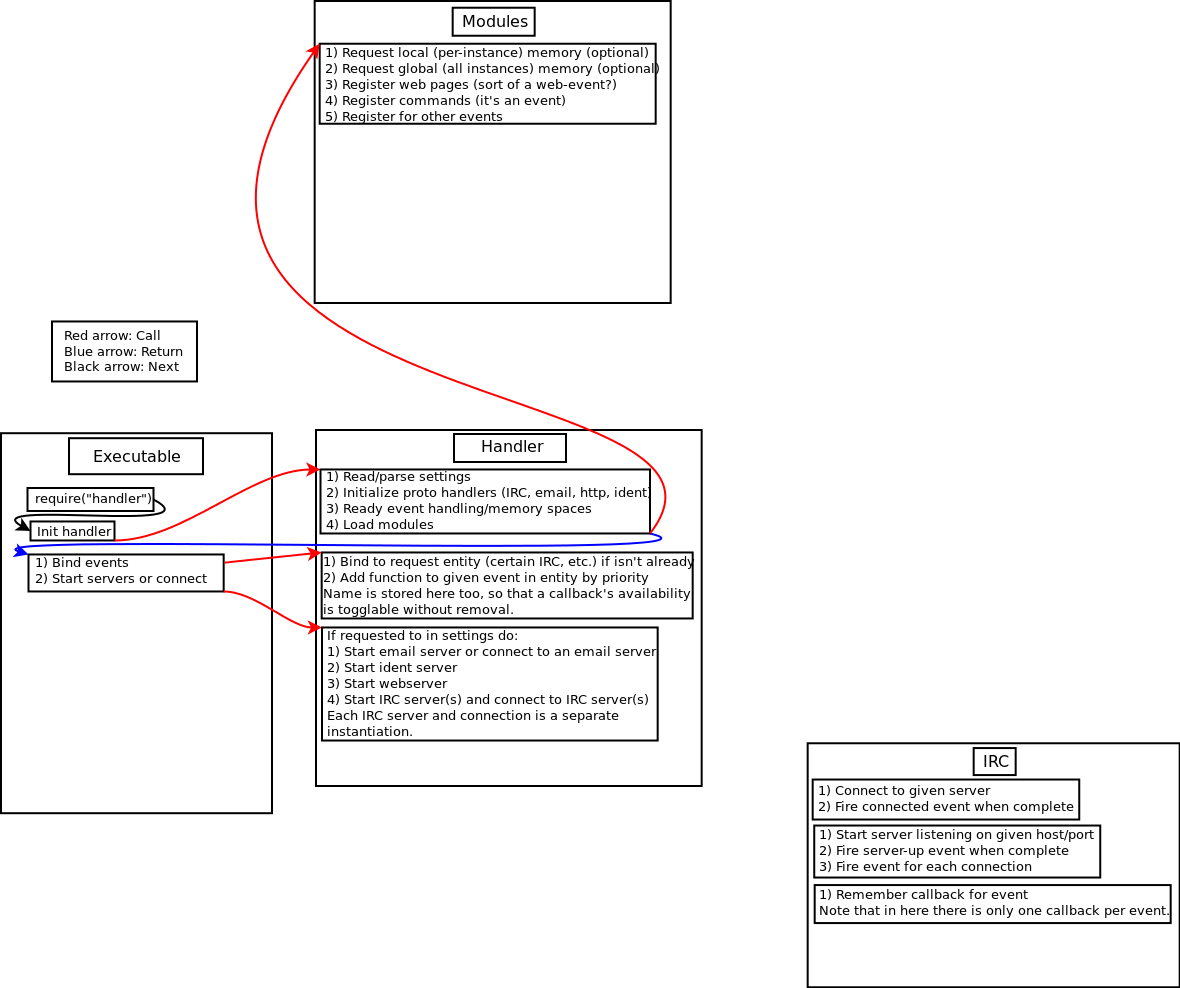 Modules
1) Request local (per-instance) memory (optional)
2) Request global (all instances) memory (optional)
3) Register web pages (sort of a web-event?)
4) Register commands (it's an event)
5) Register for other events
Red arrow: Call
Blue arrow: Return
Black arrow: Next
Executable
require("handler")
Init handler
1) Bind events
2) Start servers or connect
Handler
1) Read/parse settings
2) Initialize proto handlers (IRC, email, http, ident)
3) Ready event handling/memory spaces
4) Load modules
1) Bind to request entity (certain IRC, etc.) if isn't already
2) Add function to given event in entity by priority
Name is stored here too, so that a callback's availability
is togglable without removal.
If requested to in settings do:
1) Start email server or connect to an email server
2) Start ident server
3) Start webserver
4) Start IRC server(s) and connect to IRC server(s)
Each IRC server and connection is a separate
instantiation.
IRC
1) Connect to given server
2) Fire connected event when complete
1) Start server listening on given host/port
2) Fire server-up event when complete
3) Fire event for each connection
1) Remember callback for event
Note that in here there is only one callback per event.